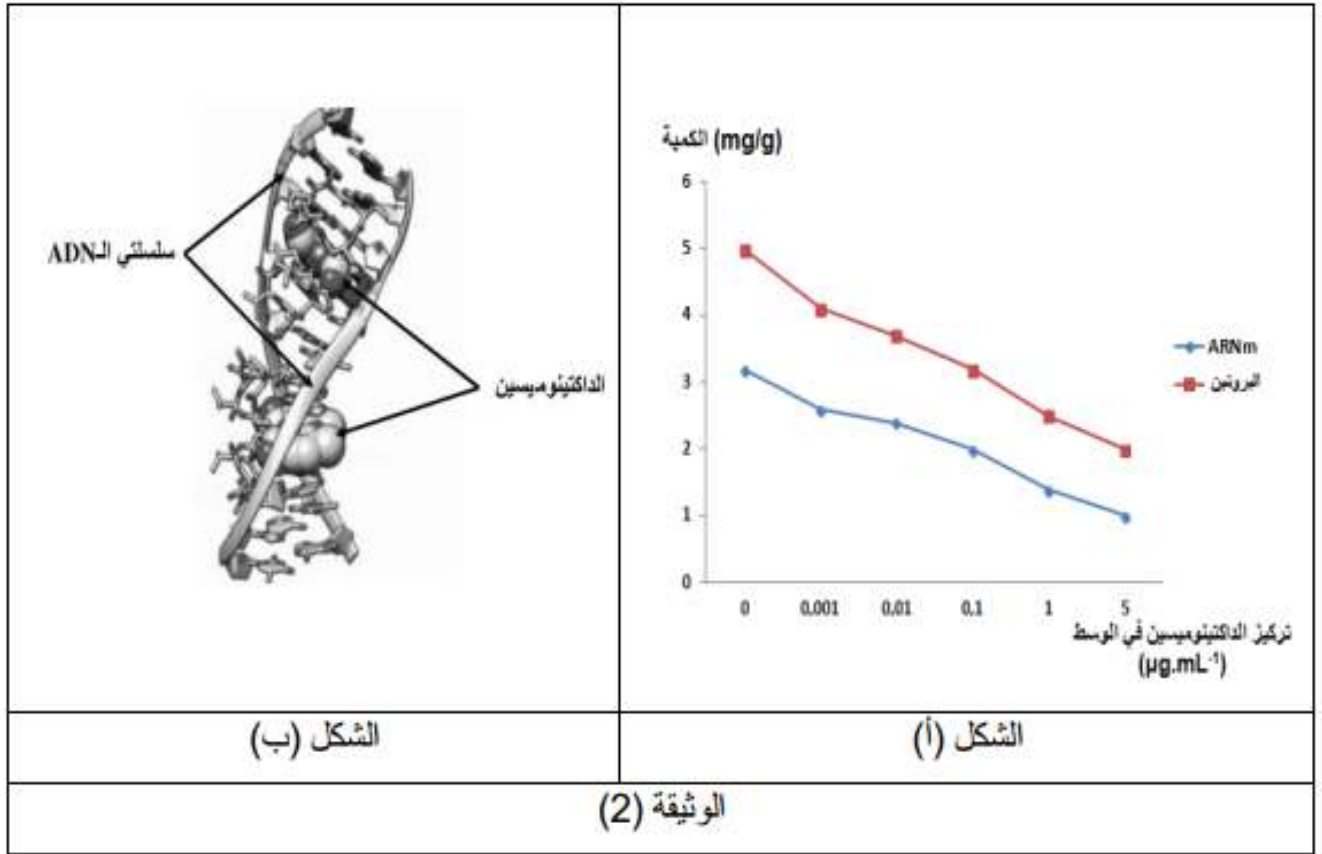 الكمية (mg/g)
6
5
4
3
2
1
0
0 0,001 0,01 0,1 1 5
تركيز الداكتينوميسين في الوسط
(µg.mL⁻¹)
ARNm
البروتين
سلسلتي الـADN
الداكتينوميسين
الشكل (أ)
الشكل (ب)
الوثيقة (2)